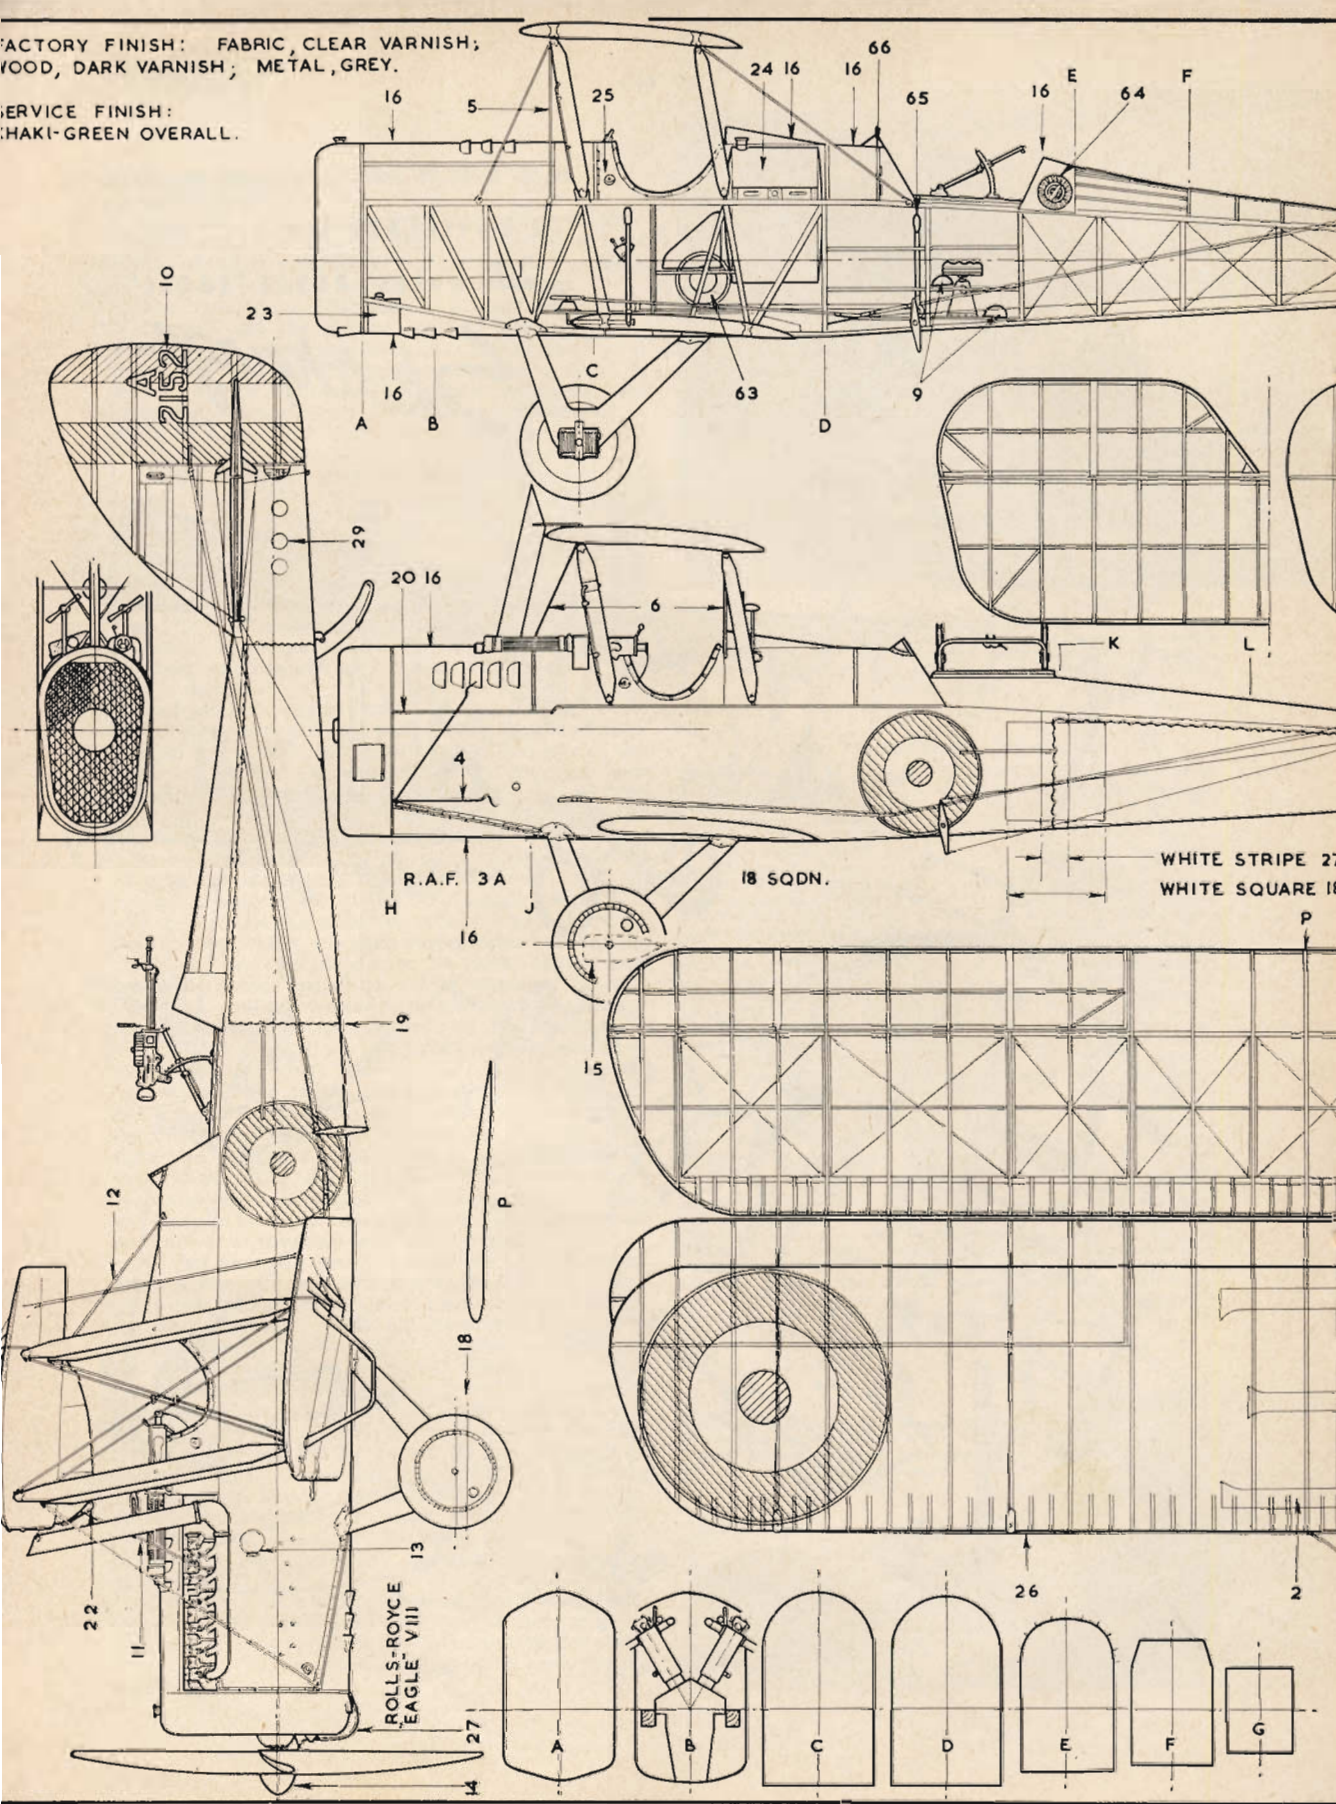 FACTORY FINISH: FABRIC, CLEAR VARNISH;
WOOD, DARK VARNISH; METAL, GREY.
SERVICE FINISH:
KHAKI-GREEN OVERALL.
16
5
25
24 16
16
66
65
16
E
64
F
10
23
16
A
B
C
63
D
9
A
2152
29
20 16
6
K
L
4
R.A.F. 3A
18 SQDN.
H
J
16
15
WHITE STRIPE 27
WHITE SQUARE 18
P
19
12
P
18
13
22
11
ROLLS-ROYCE
"EAGLE" VIII
27
14
26
2
A
B
C
D
E
F
G